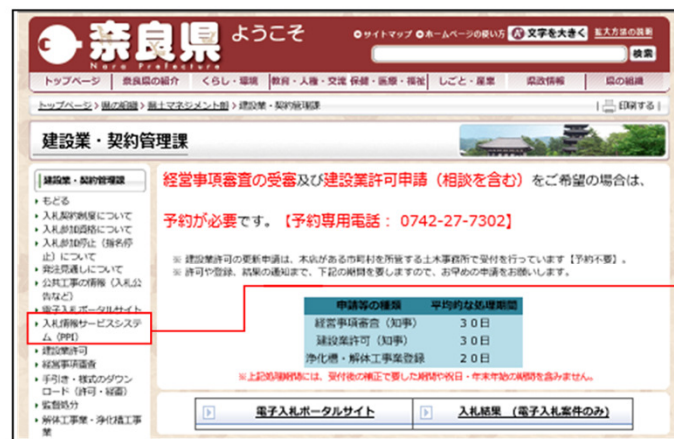 奈良県 ようこそ
Nara Prefecture
サイトマップ ホームページの使い方 文字を大きく 拡大方法の説明
検索
トップページ 奈良県の紹介 くらし・環境 教育・人権・交流 保健・医療・福祉 しごと・産業 県政情報 県の組織
トップページ > 県の組織 > 県土マネジメント部 > 建設業・契約管理課 | 印刷する |
建設業・契約管理課
建設業・契約管理課
もどる
入札契約制度について
入札参加資格について
入札参加停止（指名停
止）について
発注見通しについて
公共工事の情報（入札公
告など）
電子入札ポータルサイト
入札情報サービスシステ
ム（PPI）
建設業許可
経営事項審査
手引き・様式のダウン
ロード（許可・経審）
監督処分
解体工事業・浄化槽工事
業
経営事項審査の受審及び建設業許可申請（相談を含む）をご希望の場合は、
予約が必要です。【予約専用電話： 0742-27-7302】
※ 建設業許可の更新申請は、本店がある市町村を所管する土木事務所で受付を行っています【予約不要】。
※ 許可や登録、結果の通知まで、下記の期間を要しますので、お早めの申請をお願いします。
申請等の種類 平均的な処理期間
経営事項審査（知事） 30日
建設業許可（知事） 30日
浄化槽・解体工事業登録 20日
※上記処理期間には、受付後の補正で要した期間や祝日・年末年始の期間を含みません。
電子入札ポータルサイト 入札結果 （電子入札案件のみ）